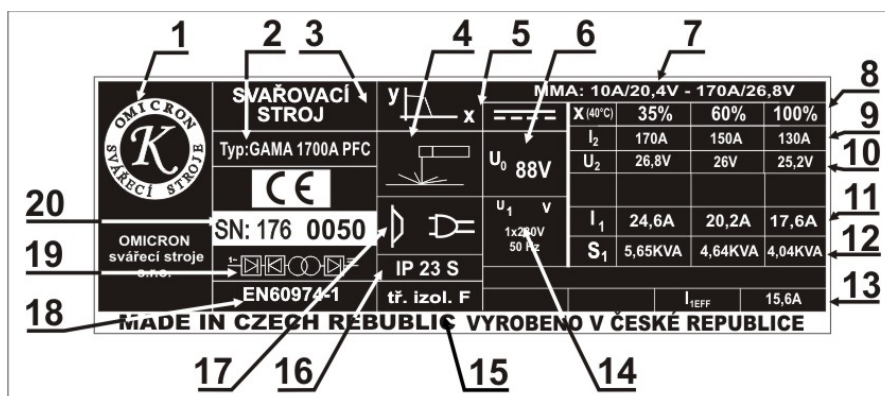 1 2 3 4 5 6 7
8
9
10
11
12
13
14
15
16
17
18
19
20
OMICRON
K
SVÁŘECÍ STROJE
OMICRON
svářecí stroje
s.r.o.
SVAŘOVACÍ
STROJ
Typ:GAMA 1700A PFC
CE
SN: 176 0050
1~
EN60974-1
y
x
IP 23 S
tř. izol. F
U0 88V
U1 V
1x230V
50 Hz
MMA: 10A/20,4V - 170A/26,8V
X (40°C) 35% 60% 100%
I2 170A 150A 130A
U2 26,8V 26V 25,2V
I1 24,6A 20,2A 17,6A
S1 5,65KVA 4,64KVA 4,04KVA
I1EFF 15,6A
MADE IN CZECH REBUBLIC VYROBENO V ČESKÉ REPUBLICE